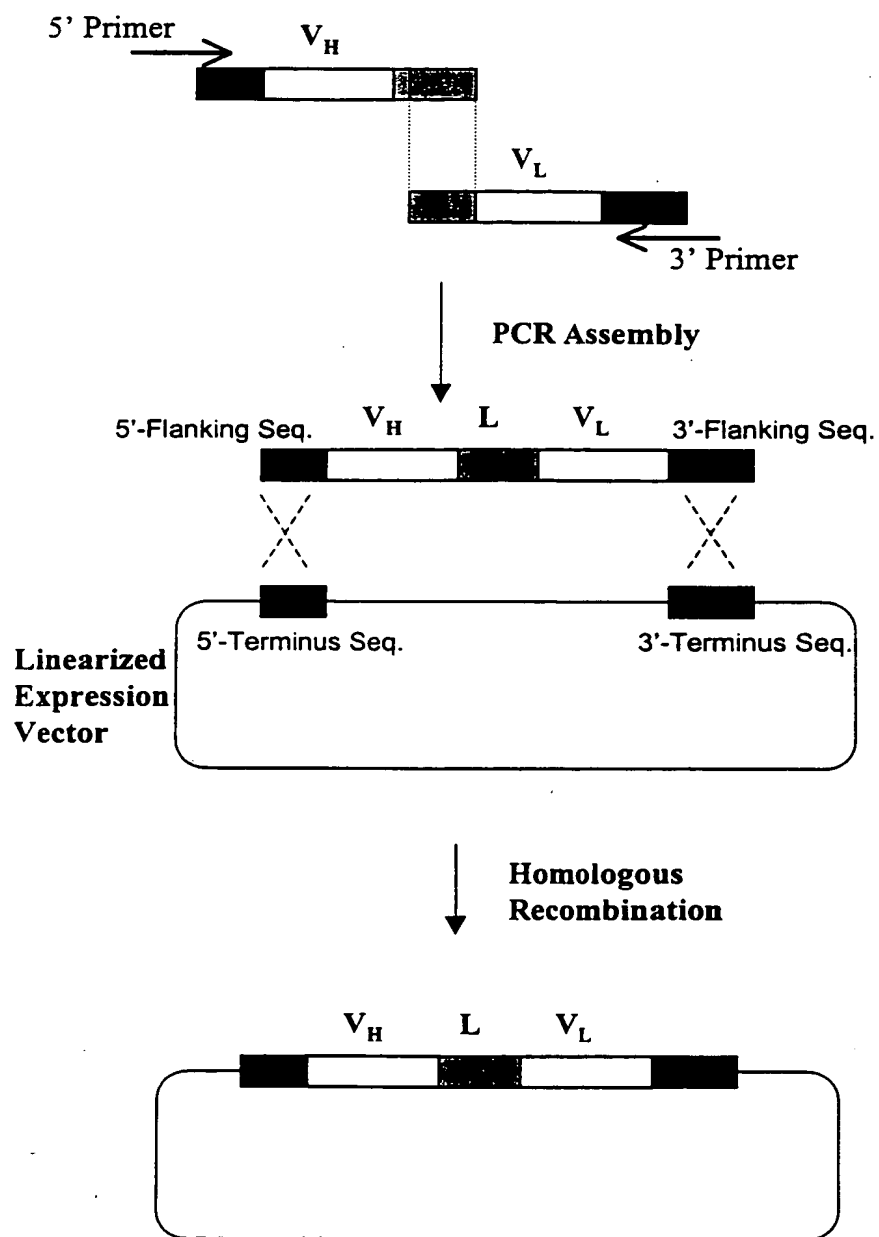 5' Primer
V_H
V_L
3' Primer
PCR Assembly
5'-Flanking Seq.
V_H
L
V_L
3'-Flanking Seq.
5'-Terminus Seq.
3'-Terminus Seq.
Linearized
Expression
Vector
Homologous
Recombination
V_H
L
V_L